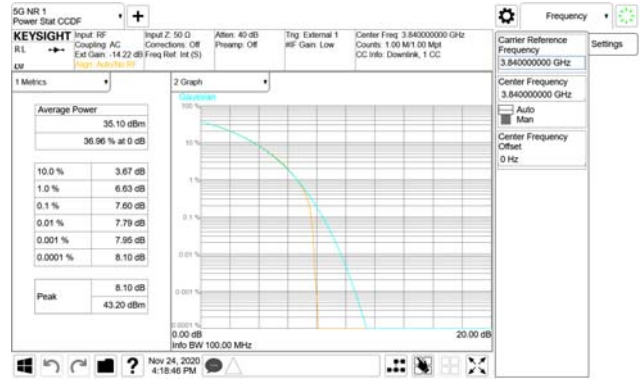 5G NR 1
Power Stat CCDF
Frequency
KEYSIGHT
Input: RF
Coupling: AC
Ext Gain: -14.22 dB
Align: Auto/No RF
Input Z: 50 Ω
Corrections: Off
Freq Ref: Int (S)
Atten: 40 dB
Preamp: Off
Trig: External 1
#IF Gain: Low
Center Freq: 3.840000000 GHz
Counts: 1.00 M/1.00 Mpt
CC Info: Downlink, 1 CC
RL
Carrier Reference
Frequency
3.840000000 GHz
Settings
Center Frequency
3.840000000 GHz
Auto
Man
Center Frequency
Offset
0 Hz
1 Metrics
Average Power
35.10 dBm
36.96 % at 0 dB
10.0 % 3.67 dB
1.0 % 6.63 dB
0.1 % 7.60 dB
0.01 % 7.79 dB
0.001 % 7.95 dB
0.0001 % 8.10 dB
Peak
8.10 dB
43.20 dBm
2 Graph
Gaussian
100 %
10 %
1 %
0.1 %
0.01 %
0.001 %
0.0001 %
0.00 dB
20.00 dB
Info BW 100.00 MHz
Nov 24, 2020
4:18:46 PM